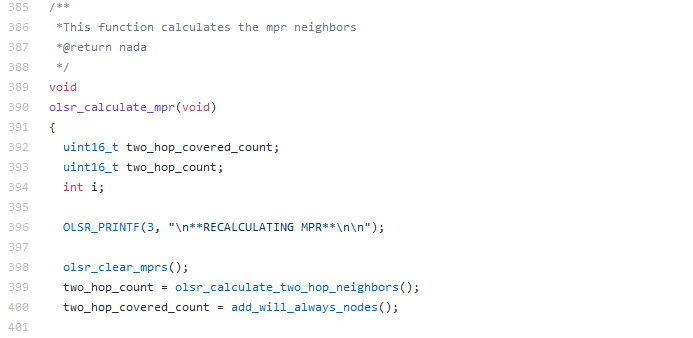 385 /**
386 *This function calculates the mpr neighbors
387 *@return nada
388 */
389 void
390 olsr_calculate_mpr(void)
391 {
392 uint16_t two_hop_covered_count;
393 uint16_t two_hop_count;
394 int i;
395
396 OLSR_PRINTF(3, "\n**RECALCULATING MPR**\n\n");
397
398 olsr_clear_mprs();
399 two_hop_count = olsr_calculate_two_hop_neighbors();
400 two_hop_covered_count = add_will_always_nodes();
401